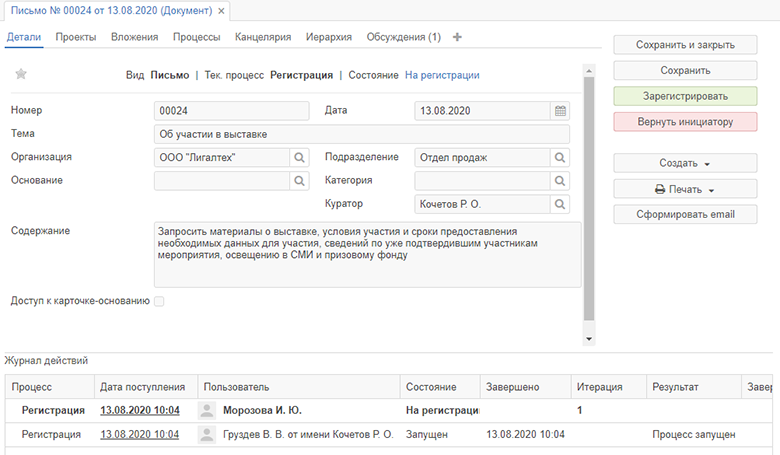 Письмо № 00024 от 13.08.2020 (Документ) ×
Детали Проекты Вложения Процессы Канцелярия Иерархия Обсуждения (1)
Сохранить и закрыть
Сохранить
Зарегистрировать
Вернуть инициатору
Создать
Печать
Сформировать email
Вид Письмо | Тек. процесс Регистрация | Состояние На регистрации
Номер 00024 Дата 13.08.2020
Тема Об участии в выставке
Организация ООО "Лигалтех" Подразделение Отдел продаж
Основание Категория
Куратор Кочетов Р. О.
Содержание Запросить материалы о выставке, условия участия и сроки предоставления
необходимых данных для участия, сведений по уже подтвердившим участникам
мероприятия, освещению в СМИ и призовому фонду
Доступ к карточке-основанию
Журнал действий
Процесс Дата поступления Пользователь Состояние Завершено Итерация Результат Завер
Регистрация 13.08.2020 10:04 Морозова И. Ю. На регистраци 1
Регистрация 13.08.2020 10:04 Груздев В. В. от имени Кочетов Р. О. Запущен 13.08.2020 10:04 Процесс запущен